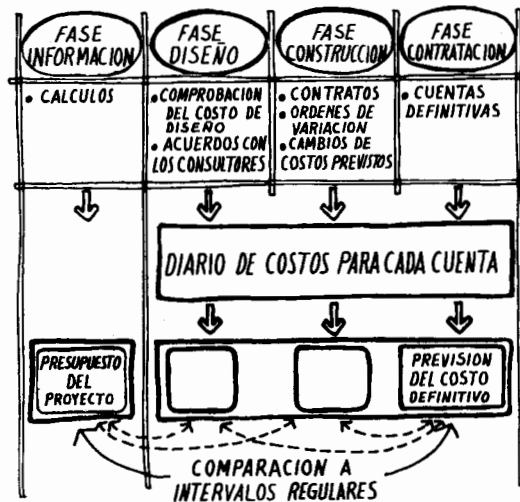 FASE
INFORMACION
FASE
DISEÑO
FASE
CONSTRUCCION
FASE
CONTRATACION
• CALCULOS
• COMPROBACION
DEL COSTO DE
DISEÑO
• ACUERDOS CON
LOS CONSULTORES
• CONTRATOS
• ORDENES DE
VARIACION
• CAMBIOS DE
COSTOS PREVISTOS
• CUENTAS
DEFINITIVAS
DIARIO DE COSTOS PARA CADA CUENTA
PRESUPUESTO
DEL
PROYECTO
PREVISION
DEL COSTO
DEFINITIVO
COMPARACION A
INTERVALOS REGULARES